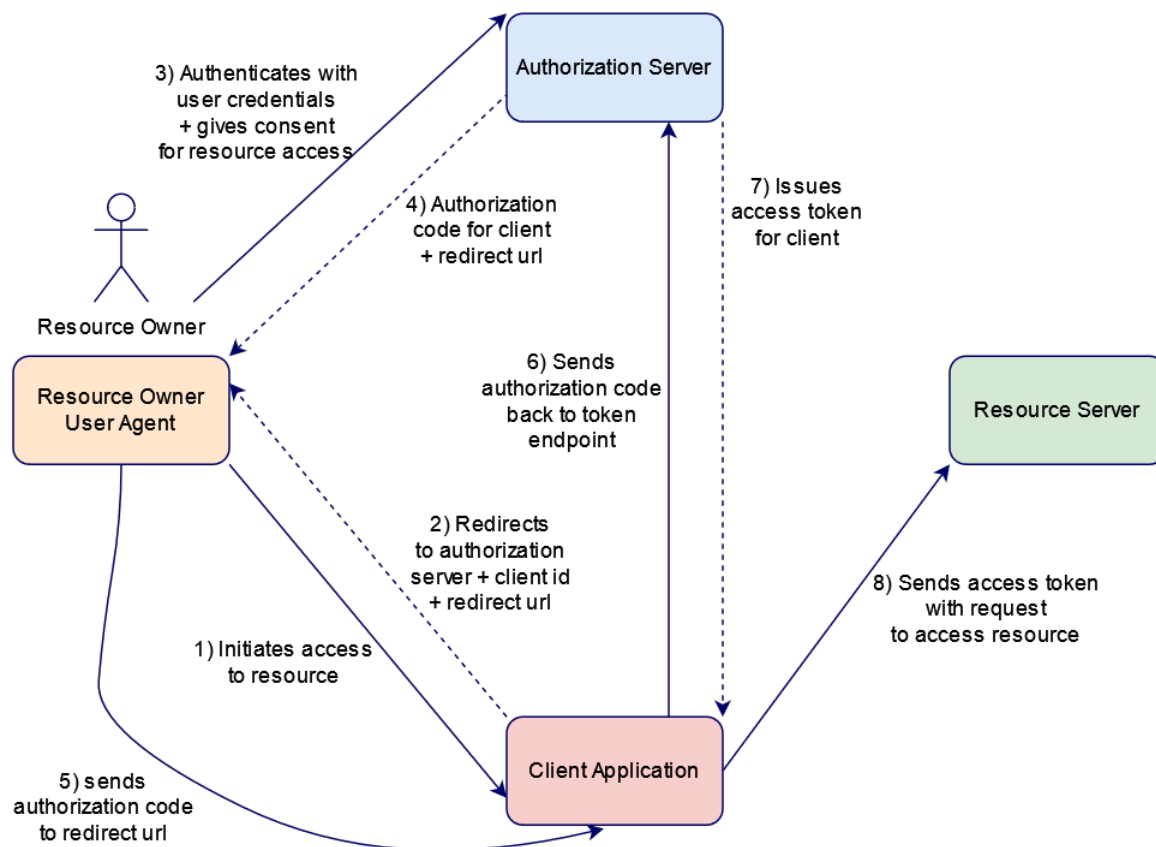 Authorization Server
3) Authenticates with
user credentials
+ gives consent
for resource access
4) Authorization
code for client
+ redirect url
7) Issues
access token
for client
Resource Owner
Resource Owner
User Agent
6) Sends
authorization code
back to token
endpoint
Resource Server
2) Redirects
to authorization
server + client id
+ redirect url
8) Sends access token
with request
to access resource
1) Initiates access
to resource
Client Application
5) sends
authorization code
to redirect url